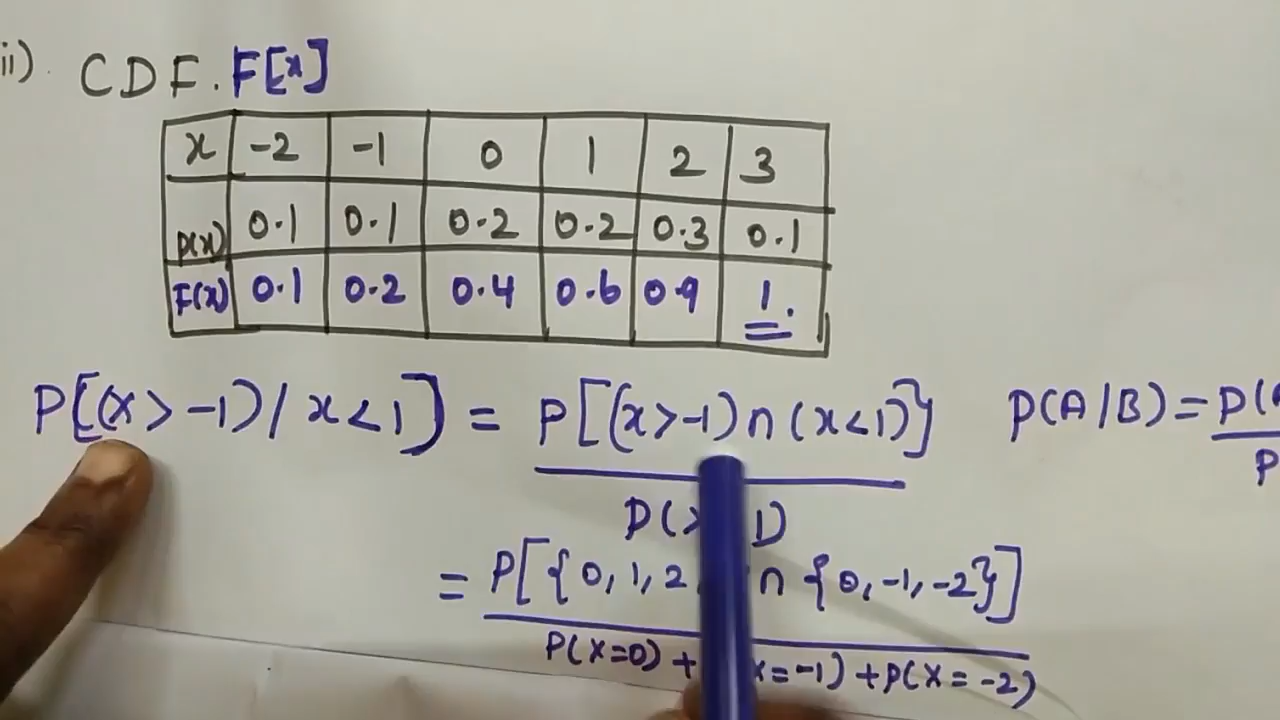 ii). CDF. F[x]
x -2 -1 0 1 2 3
p(x) 0.1 0.1 0.2 0.2 0.3 0.1
F(x) 0.1 0.2 0.4 0.6 0.9 1.
P[(x > -1) / x < 1] = P[(x > -1) ∩ (x < 1)} P(A/B) = P(
P( 1) P
= P[{0, 1, 2 ∩ {0, -1, -2}]
P(x=0) + x = -1) + P(x = -2)